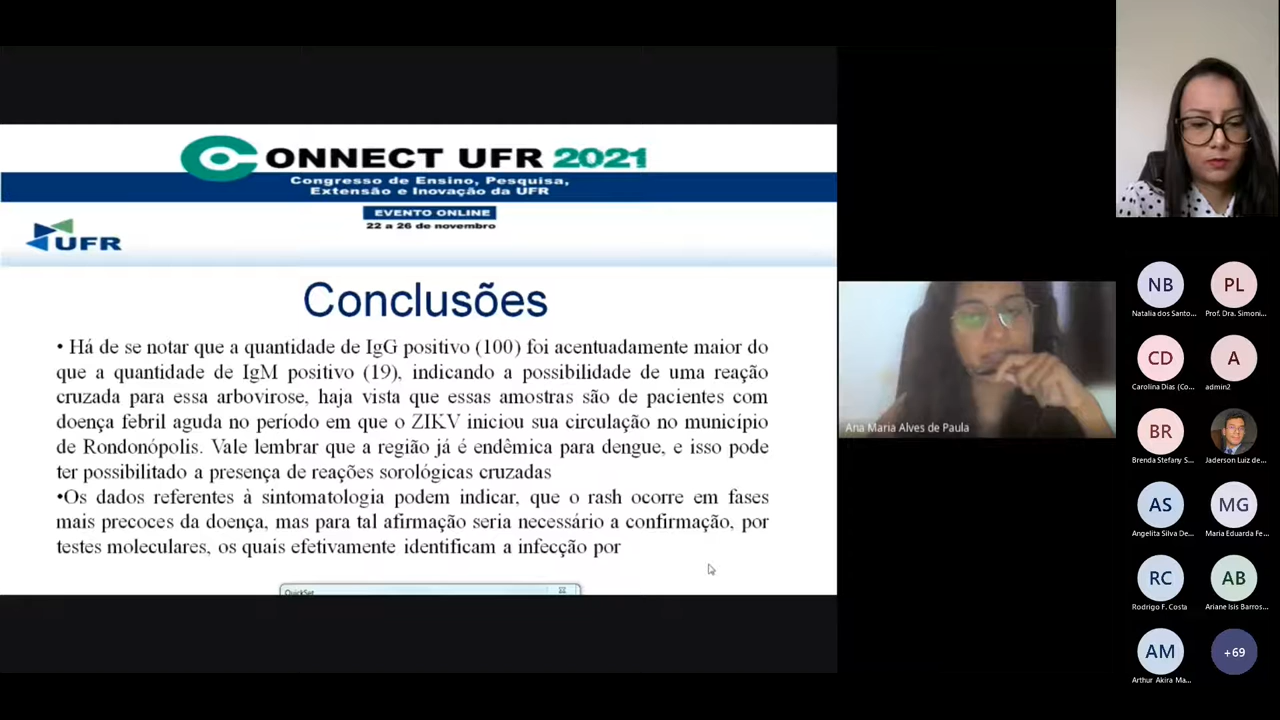 CONNECT UFR 2021
Congresso de Ensino, Pesquisa,
Extensão e Inovação da UFR
EVENTO ONLINE
22 a 26 de novembro
UFR
Conclusões
• Há de se notar que a quantidade de IgG positivo (100) foi acentuadamente maior do
que a quantidade de IgM positivo (19), indicando a possibilidade de uma reação
cruzada para essa arbovirose, haja vista que essas amostras são de pacientes com
doença febril aguda no período em que o ZIKV iniciou sua circulação no município
de Rondonópolis. Vale lembrar que a região já é endêmica para dengue, e isso pode
ter possibilitado a presença de reações sorológicas cruzadas
•Os dados referentes à sintomatologia podem indicar, que o rash ocorre em fases
mais precoces da doença, mas para tal afirmação seria necessário a confirmação, por
testes moleculares, os quais efetivamente identificam a infecção por
QuickSet
Ana Maria Alves de Paula
NB
Natalia dos Santo...
PL
Prof. Dra. Simoni...
CD
Carolina Dias (Co...
A
admin2
BR
Brenda Stefany S...
Jaderson Luiz de...
AS
Angelita Silva De...
MG
Maria Eduarda Fe...
RC
Rodrigo F. Costa
AB
Ariane Isis Barros...
AM
Arthur Akira Ma...
+69